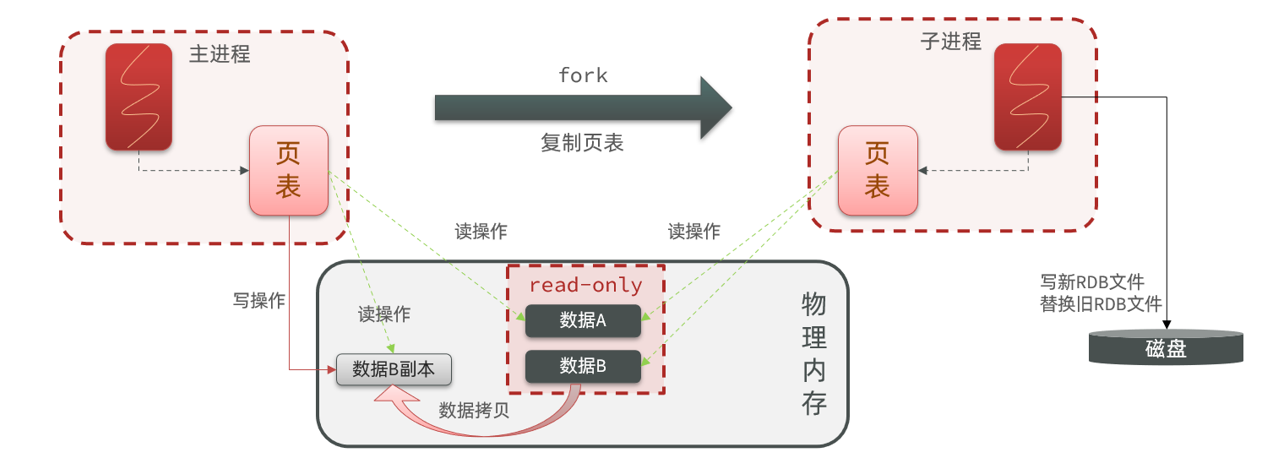 主进程
页
表
fork
复制页表
子进程
页
表
读操作
读操作
写操作
读操作
read-only
数据A
数据B
数据B副本
数据拷贝
物
理
内
存
写新RDB文件
替换旧RDB文件
磁盘